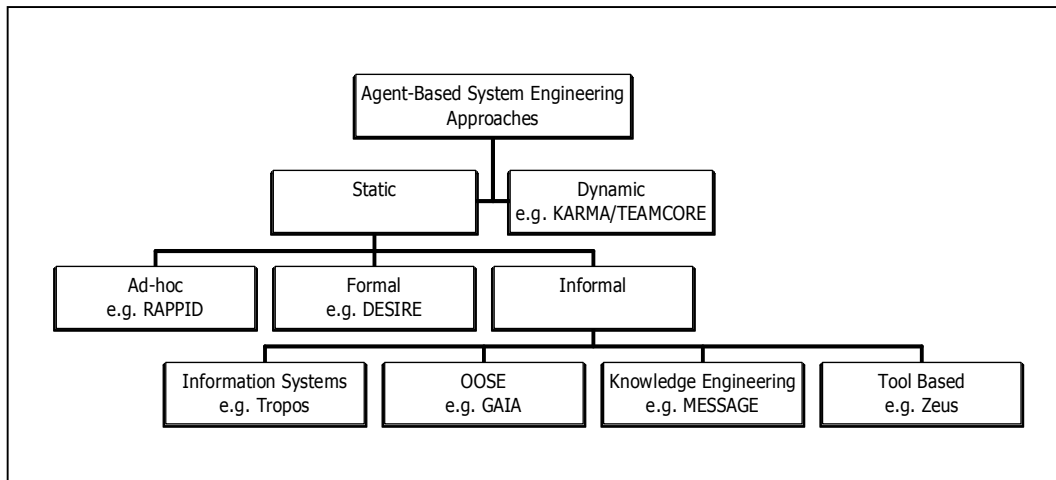 Agent-Based System Engineering
Approaches
Static
Dynamic
e.g. KARMA/TEAMCORE
Ad-hoc
e.g. RAPPID
Formal
e.g. DESIRE
Informal
Information Systems
e.g. Tropos
OOSE
e.g. GAIA
Knowledge Engineering
e.g. MESSAGE
Tool Based
e.g. Zeus